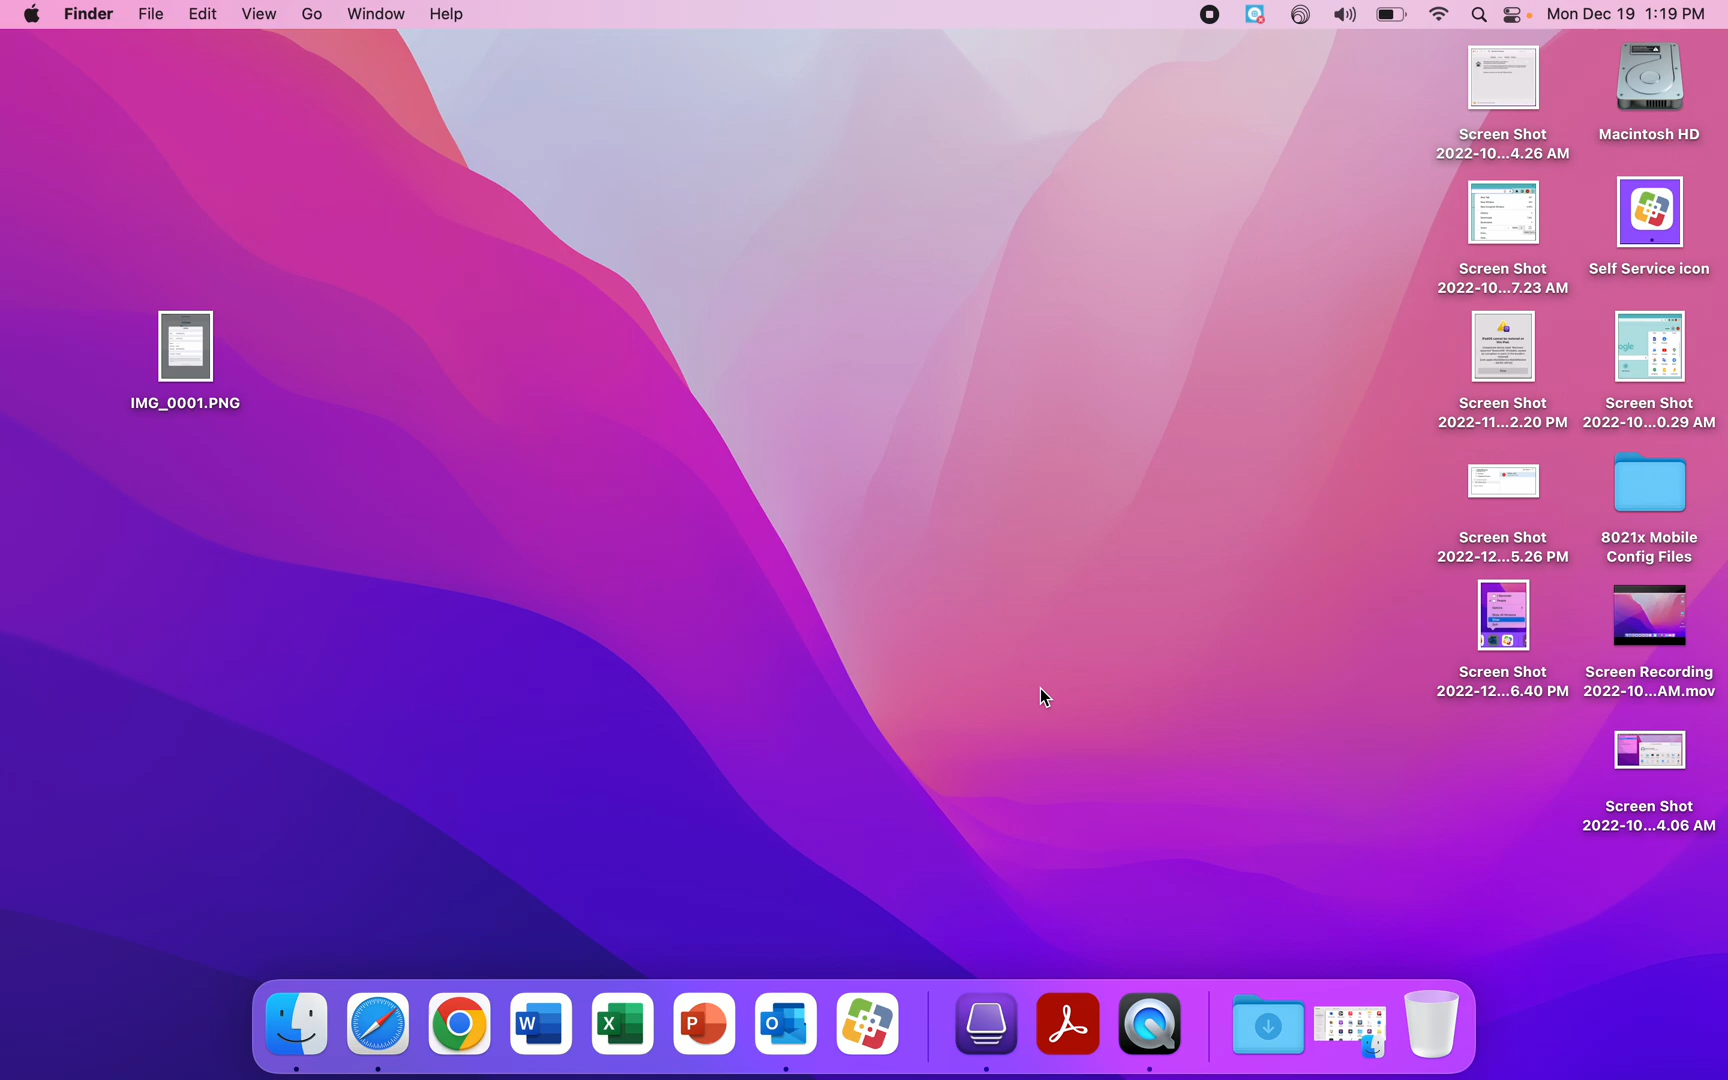 Finder File Edit View Go Window Help Mon Dec 19 1:19 PM
Screen Shot
2022-10...4.26 AM
Macintosh HD
Screen Shot
2022-10...7.23 AM
Self Service icon
IMG_0001.PNG
Screen Shot
2022-11...2.20 PM
Screen Shot
2022-10...0.29 AM
Screen Shot
2022-12...5.26 PM
8021x Mobile
Config Files
Screen Shot
2022-12...6.40 PM
Screen Recording
2022-10...AM.mov
Screen Shot
2022-10...4.06 AM
W
X
P
O